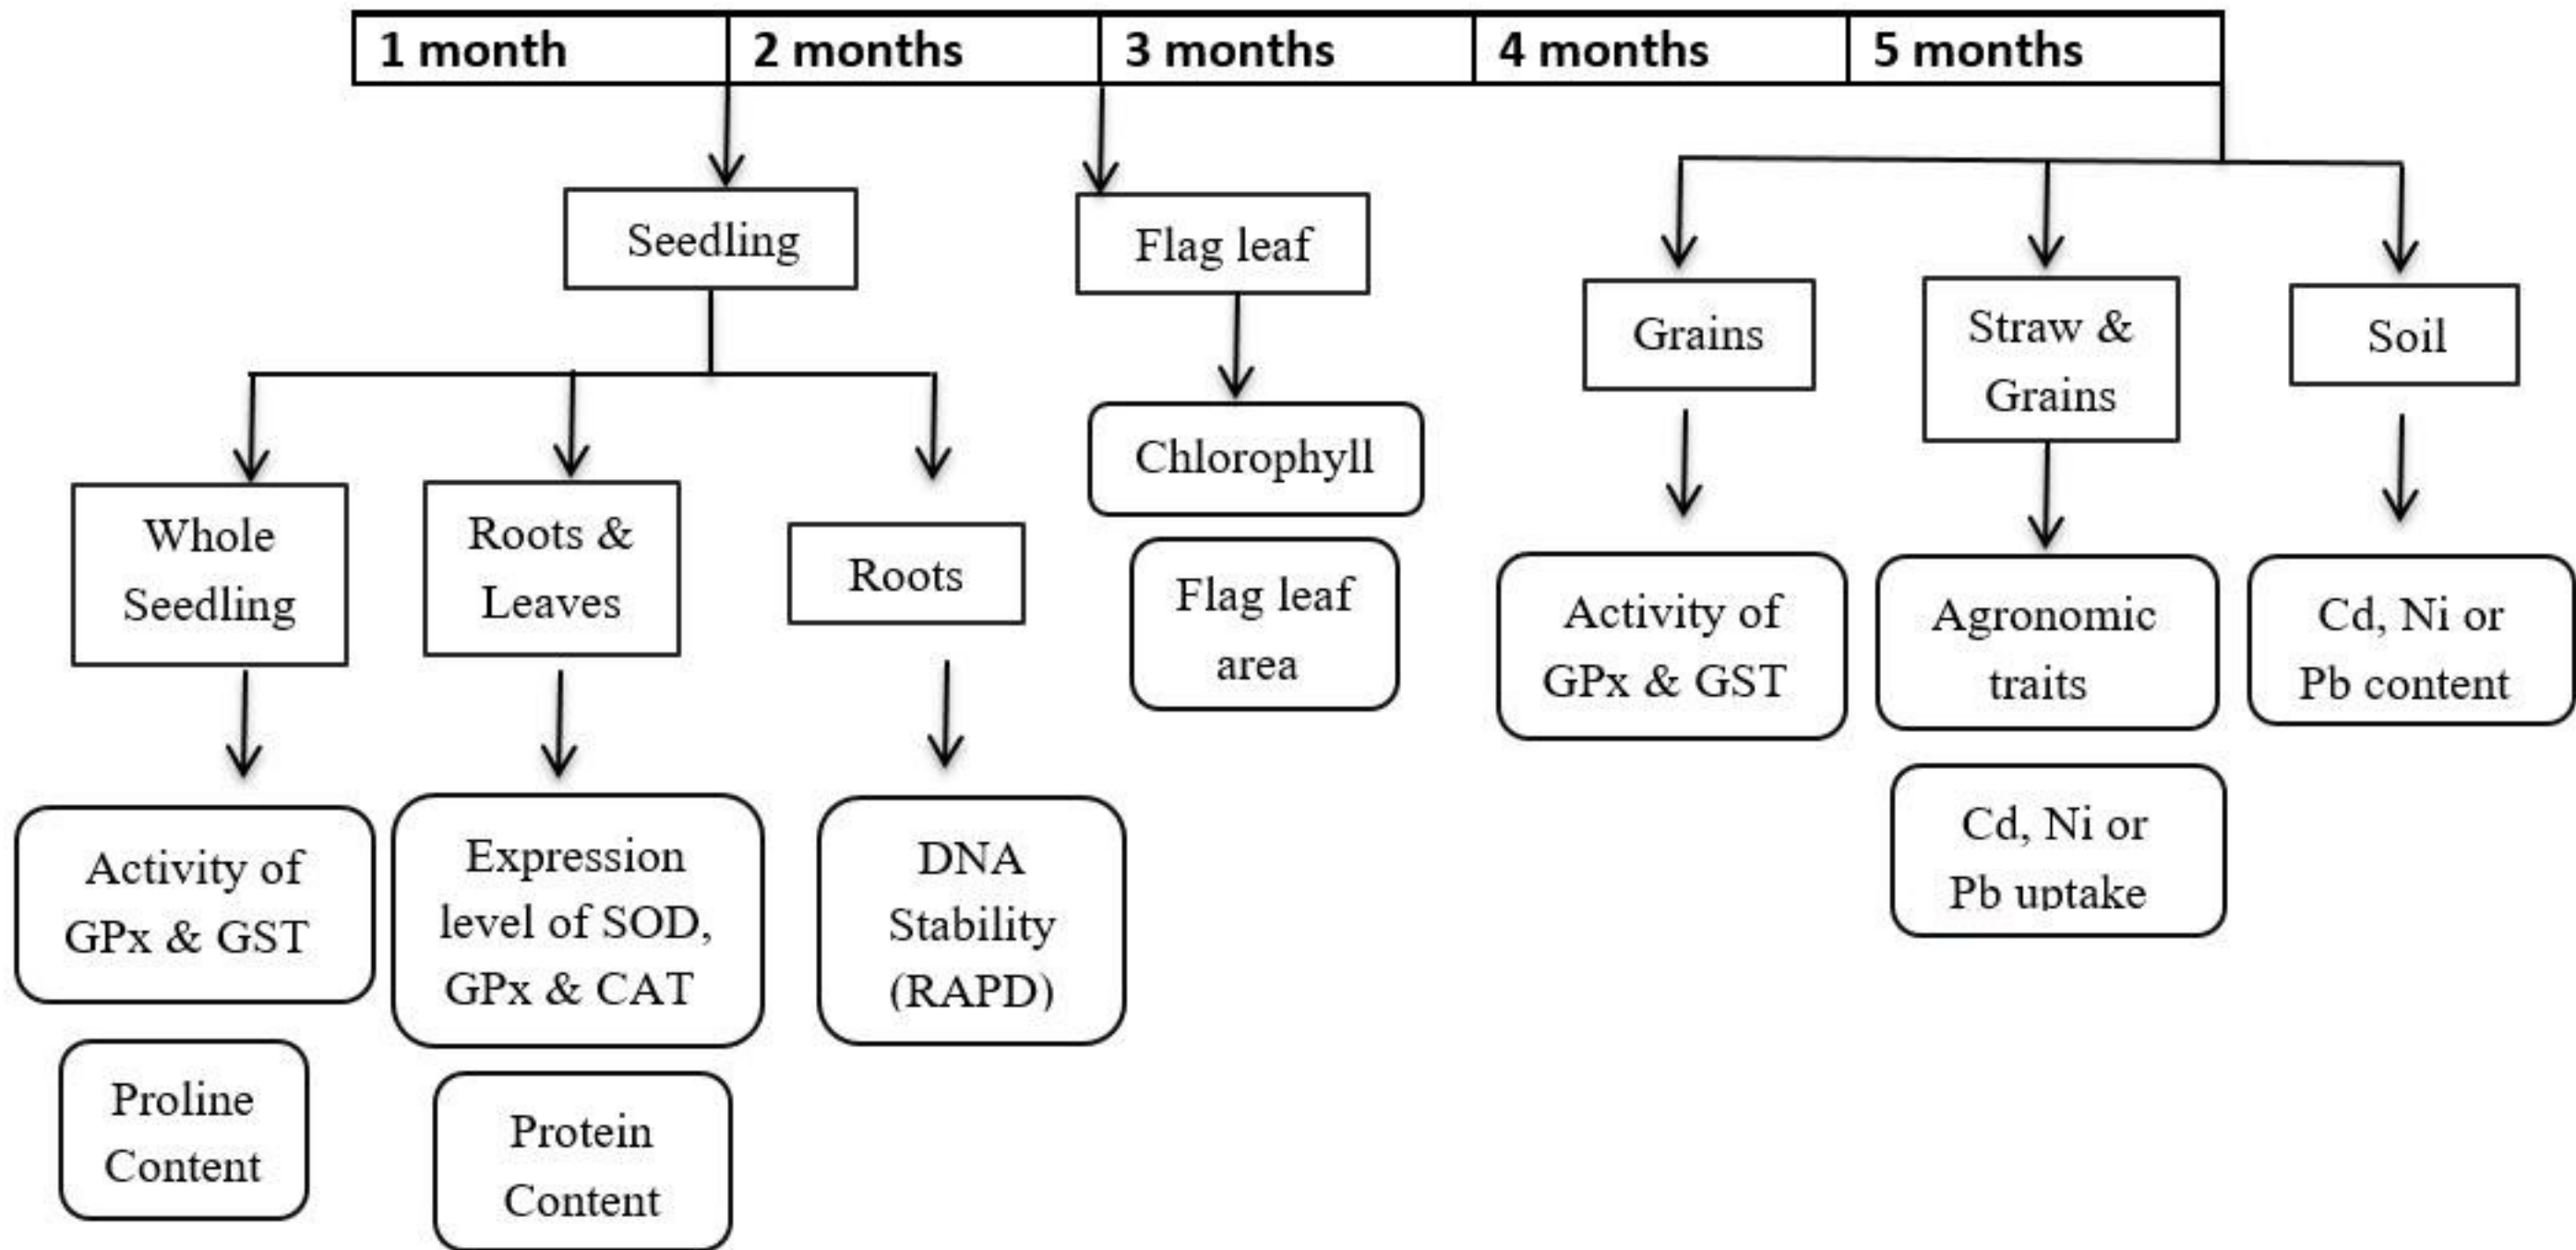 1 month
2 months
3 months
4 months
5 months
Seedling
Flag leaf
Grains
Straw &
Grains
Soil
Whole
Seedling
Roots &
Leaves
Roots
Chlorophyll
Flag leaf
area
Activity of
GPx & GST
Agronomic
traits
Cd, Ni or
Pb content
Cd, Ni or
Pb uptake
Activity of
GPx & GST
Expression
level of SOD,
GPx & CAT
DNA
Stability
(RAPD)
Proline
Content
Protein
Content